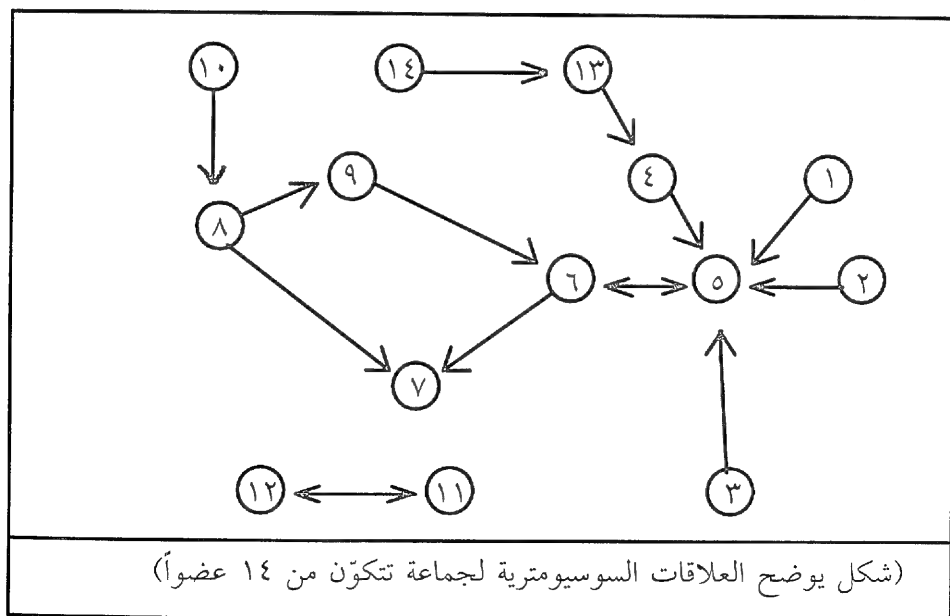 ١٠ ١٤ ١٣
٩ ٤ ١
٨ ٦ ٥ ٢
٧
١٢ ١١ ٣
(شكل يوضح العلاقات السوسيومترية لجماعة تتكوّن من ١٤ عضواً)